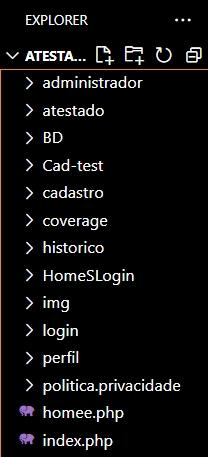 EXPLORER
ATESTA...
administrador
atestado
BD
Cad-test
cadastro
coverage
historico
HomeSLogin
img
login
perfil
politica.privacidade
homee.php
index.php